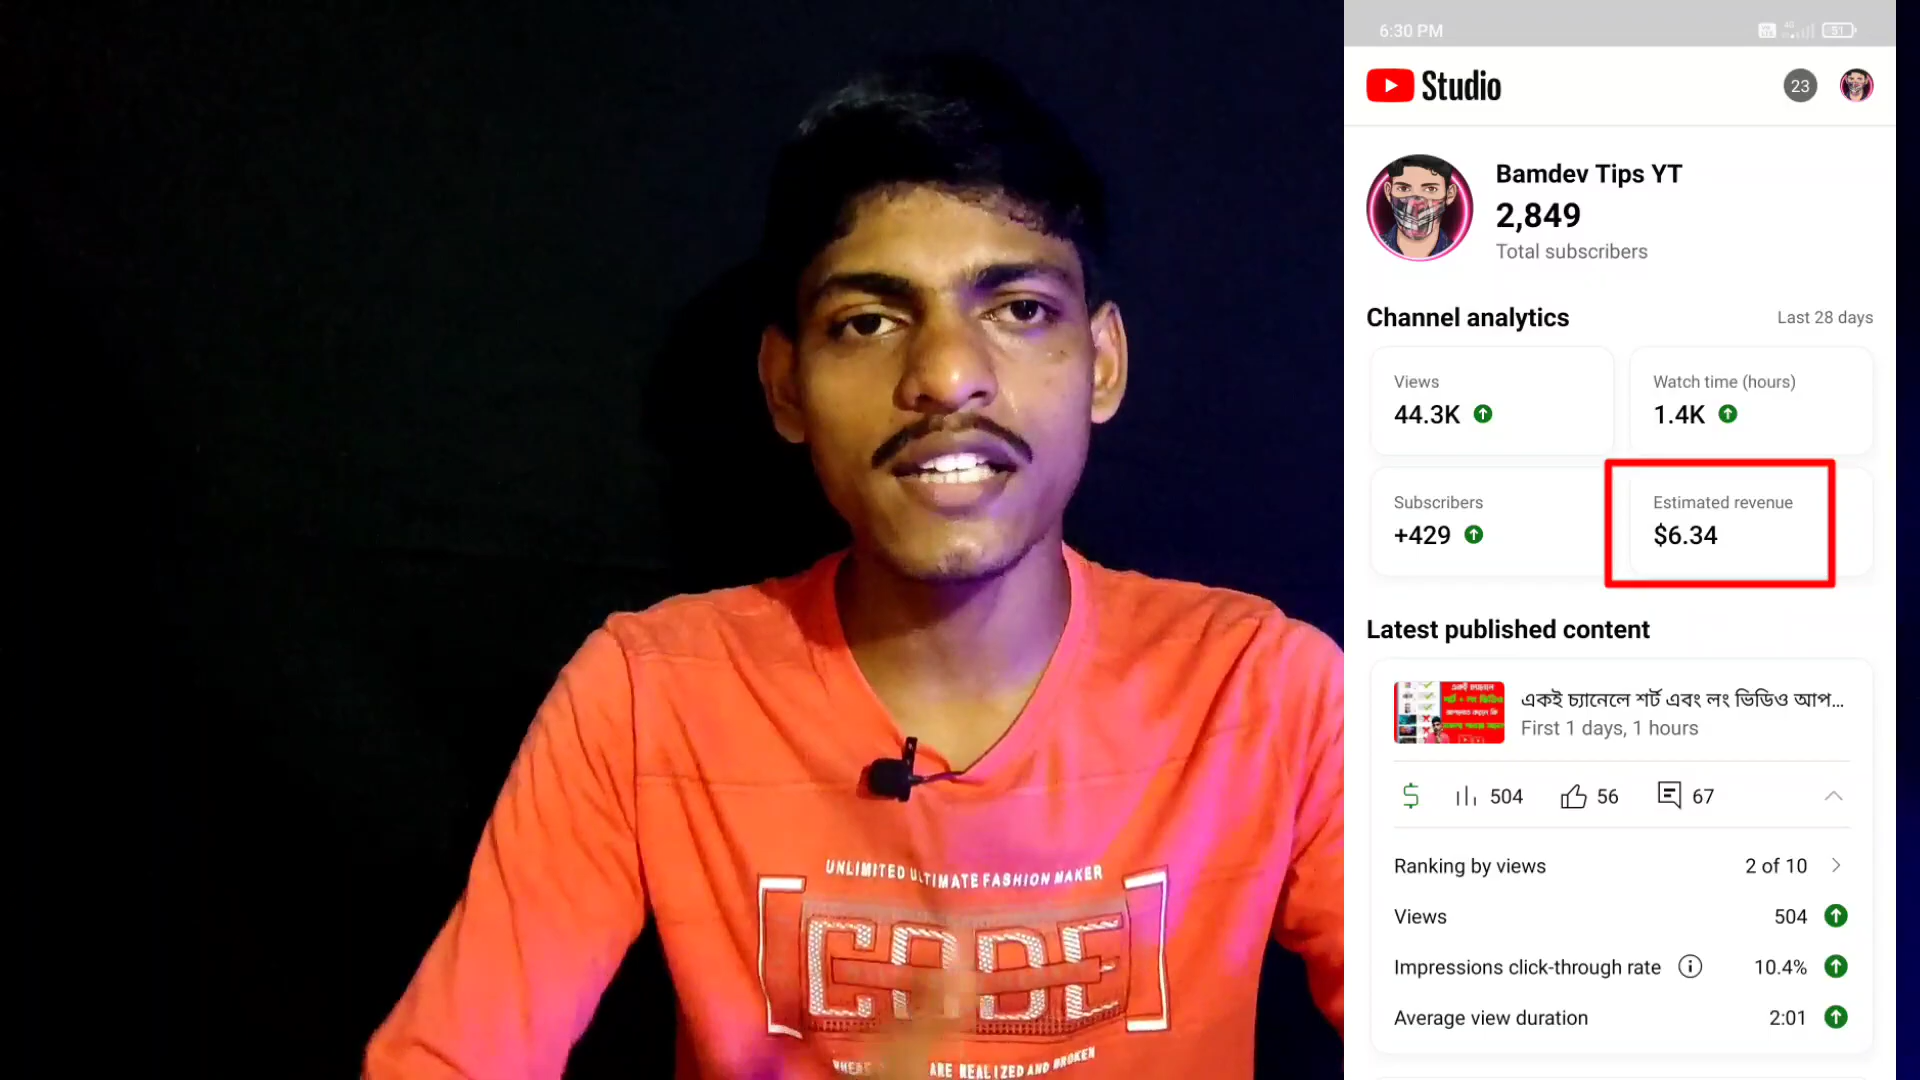 6:30 PM
51
Studio
23
Bamdev Tips YT
2,849
Total subscribers
Channel analytics
Last 28 days
Views
44.3K
Watch time (hours)
1.4K
Subscribers
+429
Estimated revenue
$6.34
Latest published content
একই চ্যানেলে শর্ট এবং লং ভিডিও আপ...
First 1 days, 1 hours
504
56
67
Ranking by views
2 of 10
Views
504
Impressions click-through rate
10.4%
Average view duration
2:01
UNLIMITED ULTIMATE FASHION MAKER
CODE
WHERE
ARE REALIZED AND BROKEN